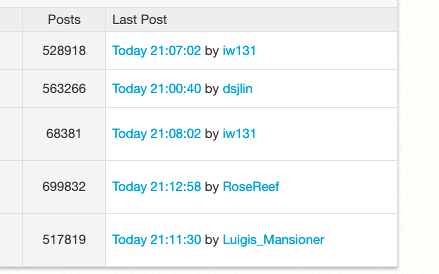 Posts Last Post
528918 Today 21:07:02 by iw131
563266 Today 21:00:40 by dsjlin
68381 Today 21:08:02 by iw131
699832 Today 21:12:58 by RoseReef
517819 Today 21:11:30 by Luigis_Mansioner